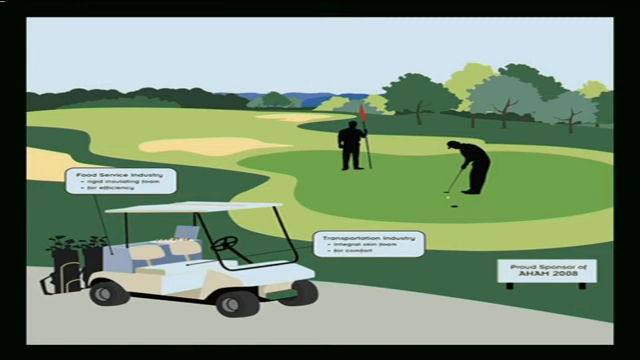 Food Service Industry
• rigid insulating foam
• for efficiency
Transportation Industry
• integral skin foam
• for comfort
Proud Sponsor of
AHAM 2008